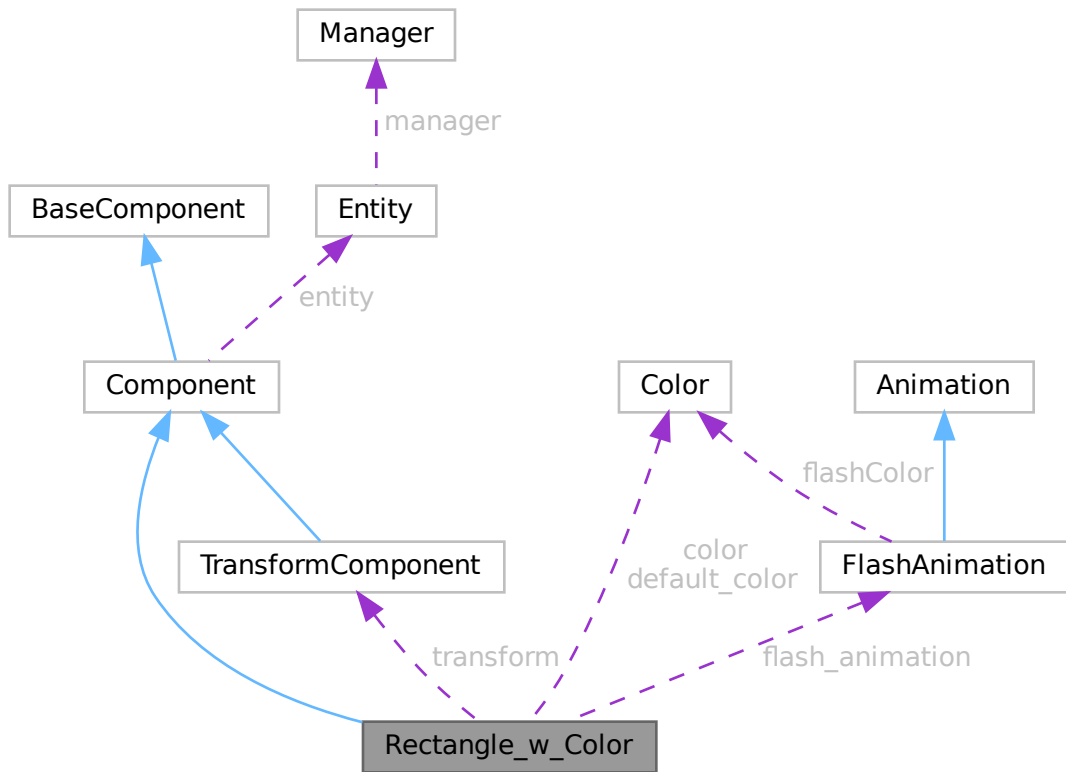 Manager
manager
BaseComponent
Entity
entity
Component
Color
Animation
flashColor
color
default_color
TransformComponent
FlashAnimation
transform
flash_animation
Rectangle_w_Color